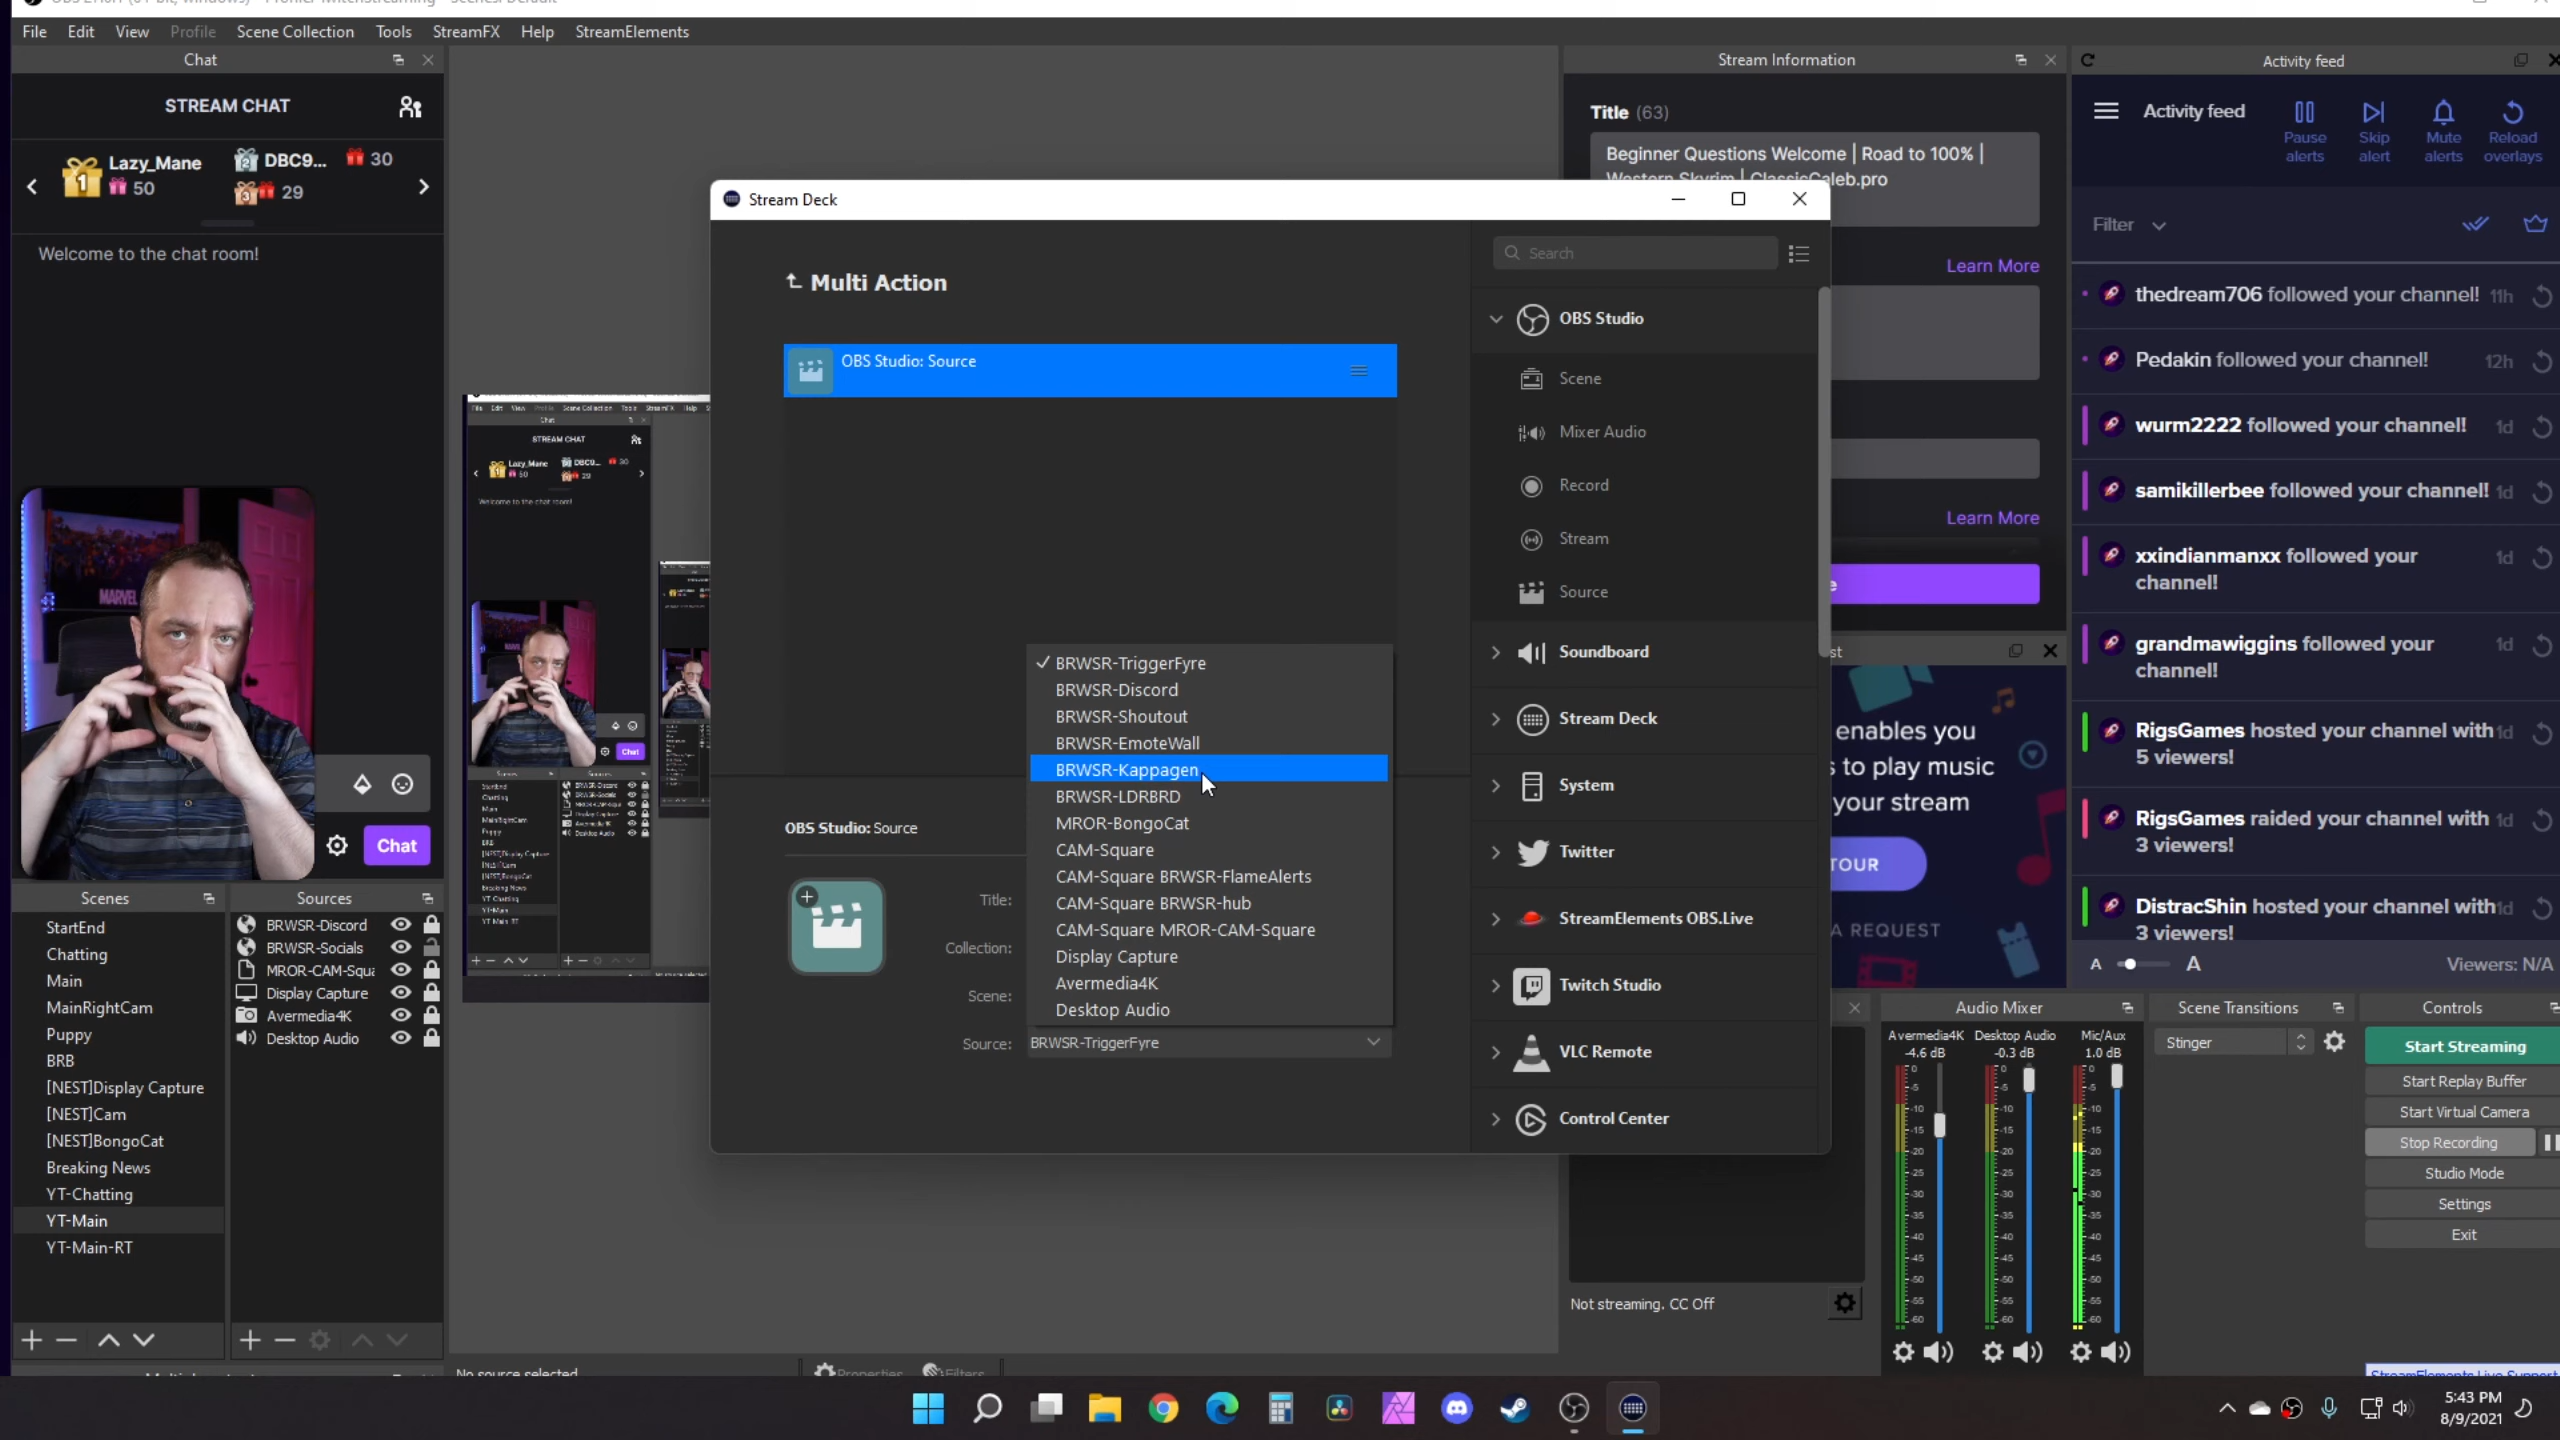 File Edit View Profile Scene Collection Tools StreamFX Help StreamElements
Chat
STREAM CHAT
Lazy_Mane
50
DBC9... 30
29
Welcome to the chat room!
Chat
Scenes
StartEnd
Chatting
Main
MainRightCam
Puppy
BRB
[NEST]Display Capture
[NEST]Cam
[NEST]BongoCat
Breaking News
YT-Chatting
YT-Main
YT-Main-RT
Sources
BRWSR-Discord
BRWSR-Socials
MROR-CAM-Squa
Display Capture
Avermedia4K
Desktop Audio
MARVEL
No source selected
Properties Filters
Stream Deck
Multi Action
OBS Studio: Source
BRWSR-TriggerFyre
BRWSR-Discord
BRWSR-Shoutout
BRWSR-EmoteWall
BRWSR-Kappagen
BRWSR-LDRBRD
MROR-BongoCat
CAM-Square
CAM-Square BRWSR-FlameAlerts
CAM-Square BRWSR-hub
CAM-Square MROR-CAM-Square
Display Capture
Avermedia4K
Desktop Audio
OBS Studio: Source
Title:
Collection:
Scene:
Source: BRWSR-TriggerFyre
Search
OBS Studio
Scene
Mixer Audio
Record
Stream
Source
Soundboard
Stream Deck
System
Twitter
StreamElements OBS.Live
Twitch Studio
VLC Remote
Control Center
Stream Information
Title (63)
Beginner Questions Welcome | Road to 100% |
Western Skyrim | ClassicCaleb.pro
Learn More
Learn More
enables you
to play music
your stream
TOUR
A REQUEST
Not streaming. CC Off
Activity feed
Activity feed
Pause
alerts
Skip
alert
Mute
alerts
Reload
overlays
Filter
thedream706 followed your channel! 11h
Pedakin followed your channel! 12h
wurm2222 followed your channel! 1d
samikillerbee followed your channel! 1d
xxindianmanxx followed your 1d
channel!
grandmawiggins followed your 1d
channel!
RigsGames hosted your channel with 1d
5 viewers!
RigsGames raided your channel with 1d
3 viewers!
DistracShin hosted your channel with 1d
3 viewers!
A A Viewers: N/A
Audio Mixer
Avermedia4K Desktop Audio Mic/Aux
-4.6 dB -0.3 dB 1.0 dB
Scene Transitions
Stinger
Controls
Start Streaming
Start Replay Buffer
Start Virtual Camera
Stop Recording
Studio Mode
Settings
Exit
StreamElements Live Support
5:43 PM
8/9/2021